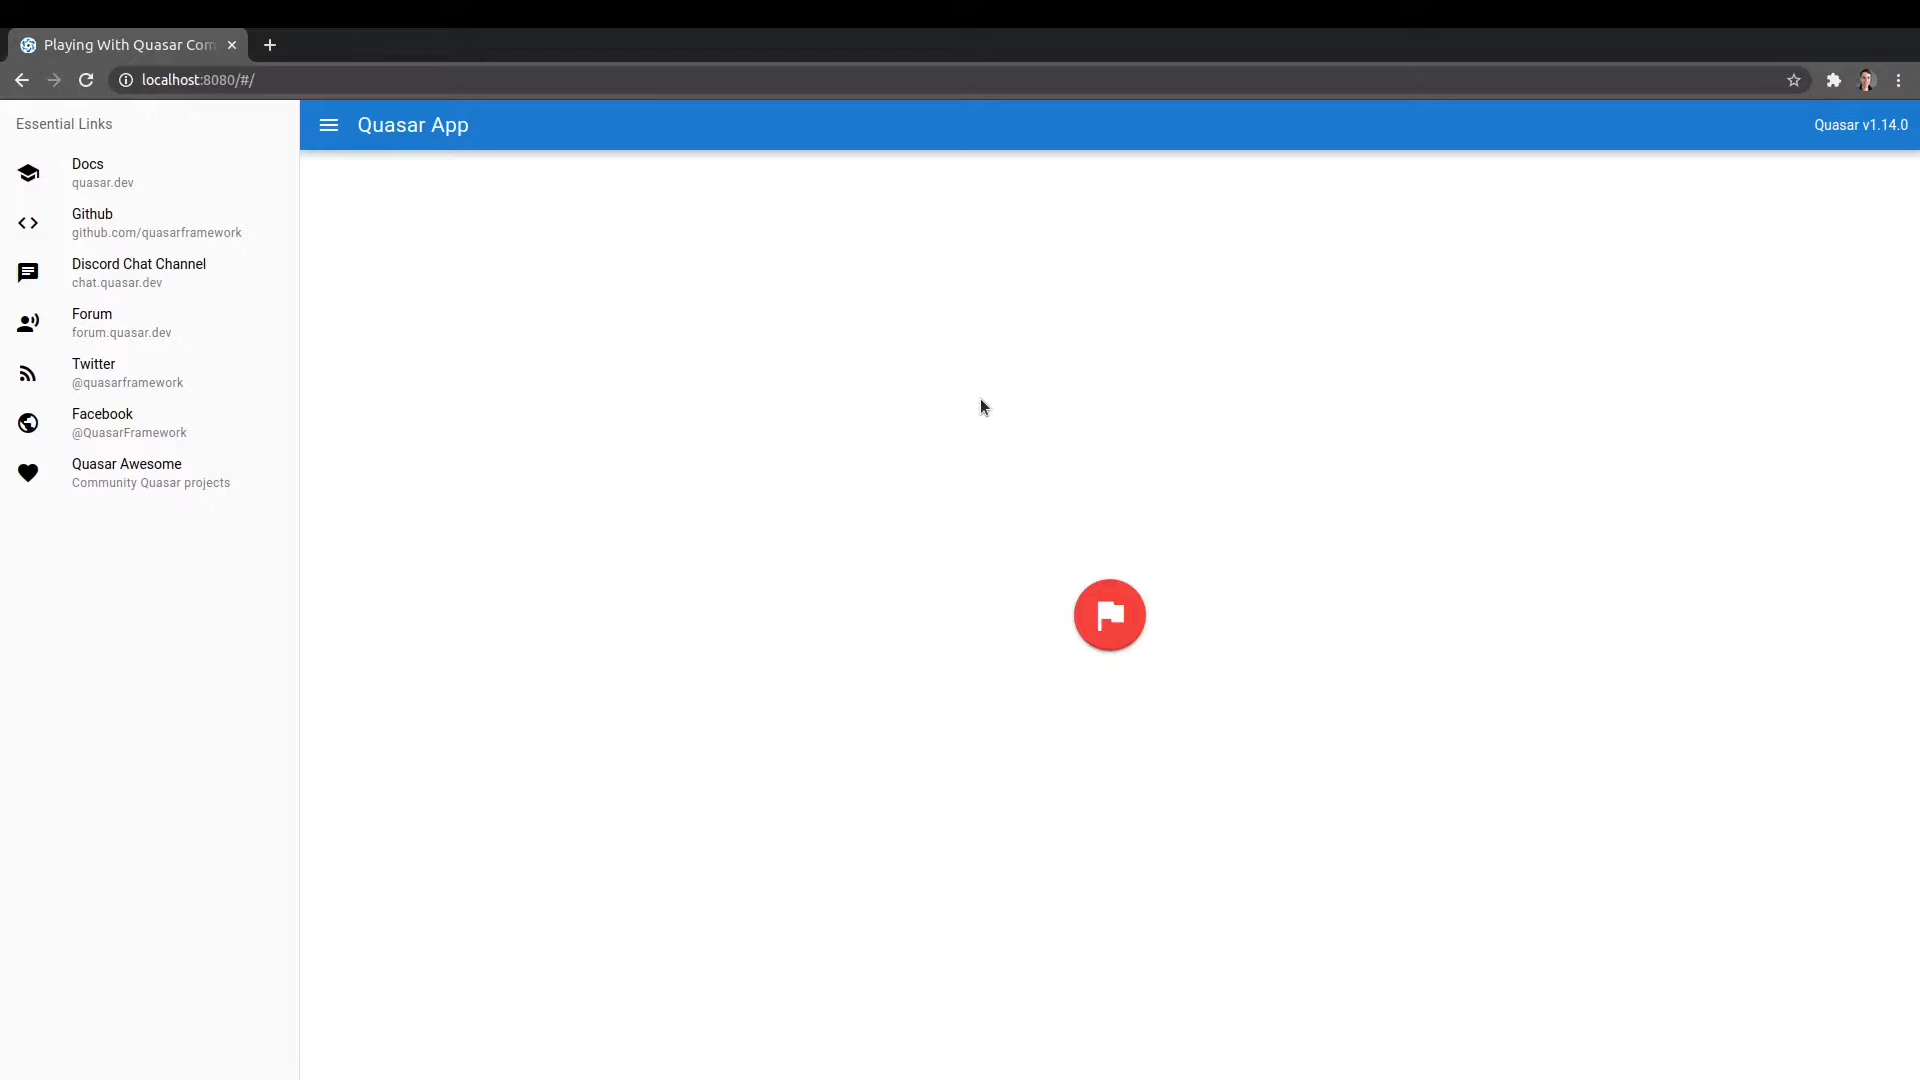 Playing With Quasar Com
localhost:8080/#/
Essential Links
Quasar App
Quasar v1.14.0
Docs
quasar.dev
Github
github.com/quasarframework
Discord Chat Channel
chat.quasar.dev
Forum
forum.quasar.dev
Twitter
@quasarframework
Facebook
@QuasarFramework
Quasar Awesome
Community Quasar projects